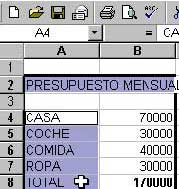 A4 = CA
A B
1
2 PRESUPUESTO MENSUAL
3
4 CASA 70000
5 COCHE 30000
6 COMIDA 40000
7 ROPA 30000
8 TOTAL 170000